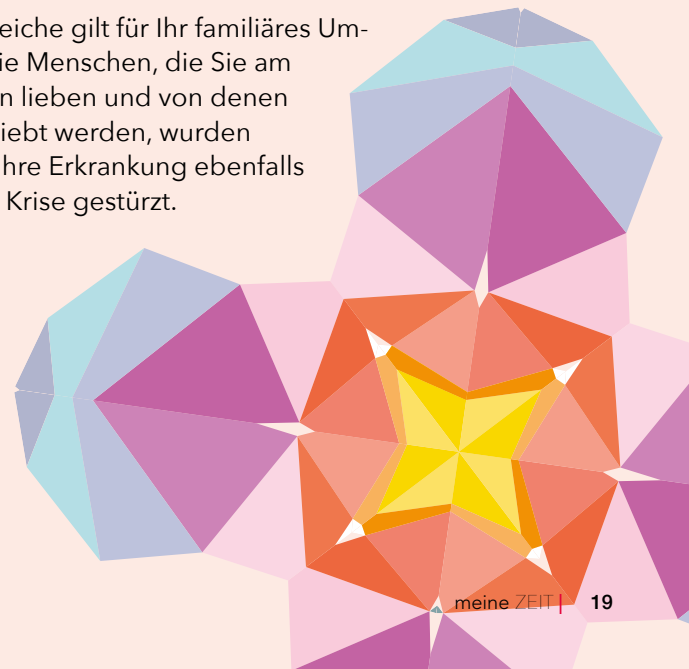 eiche gilt für Ihr familiäres Um-
ie Menschen, die Sie am
n lieben und von denen
iebt werden, wurden
hre Erkrankung ebenfalls
Krise gestürzt.
meine ZEIT | 19